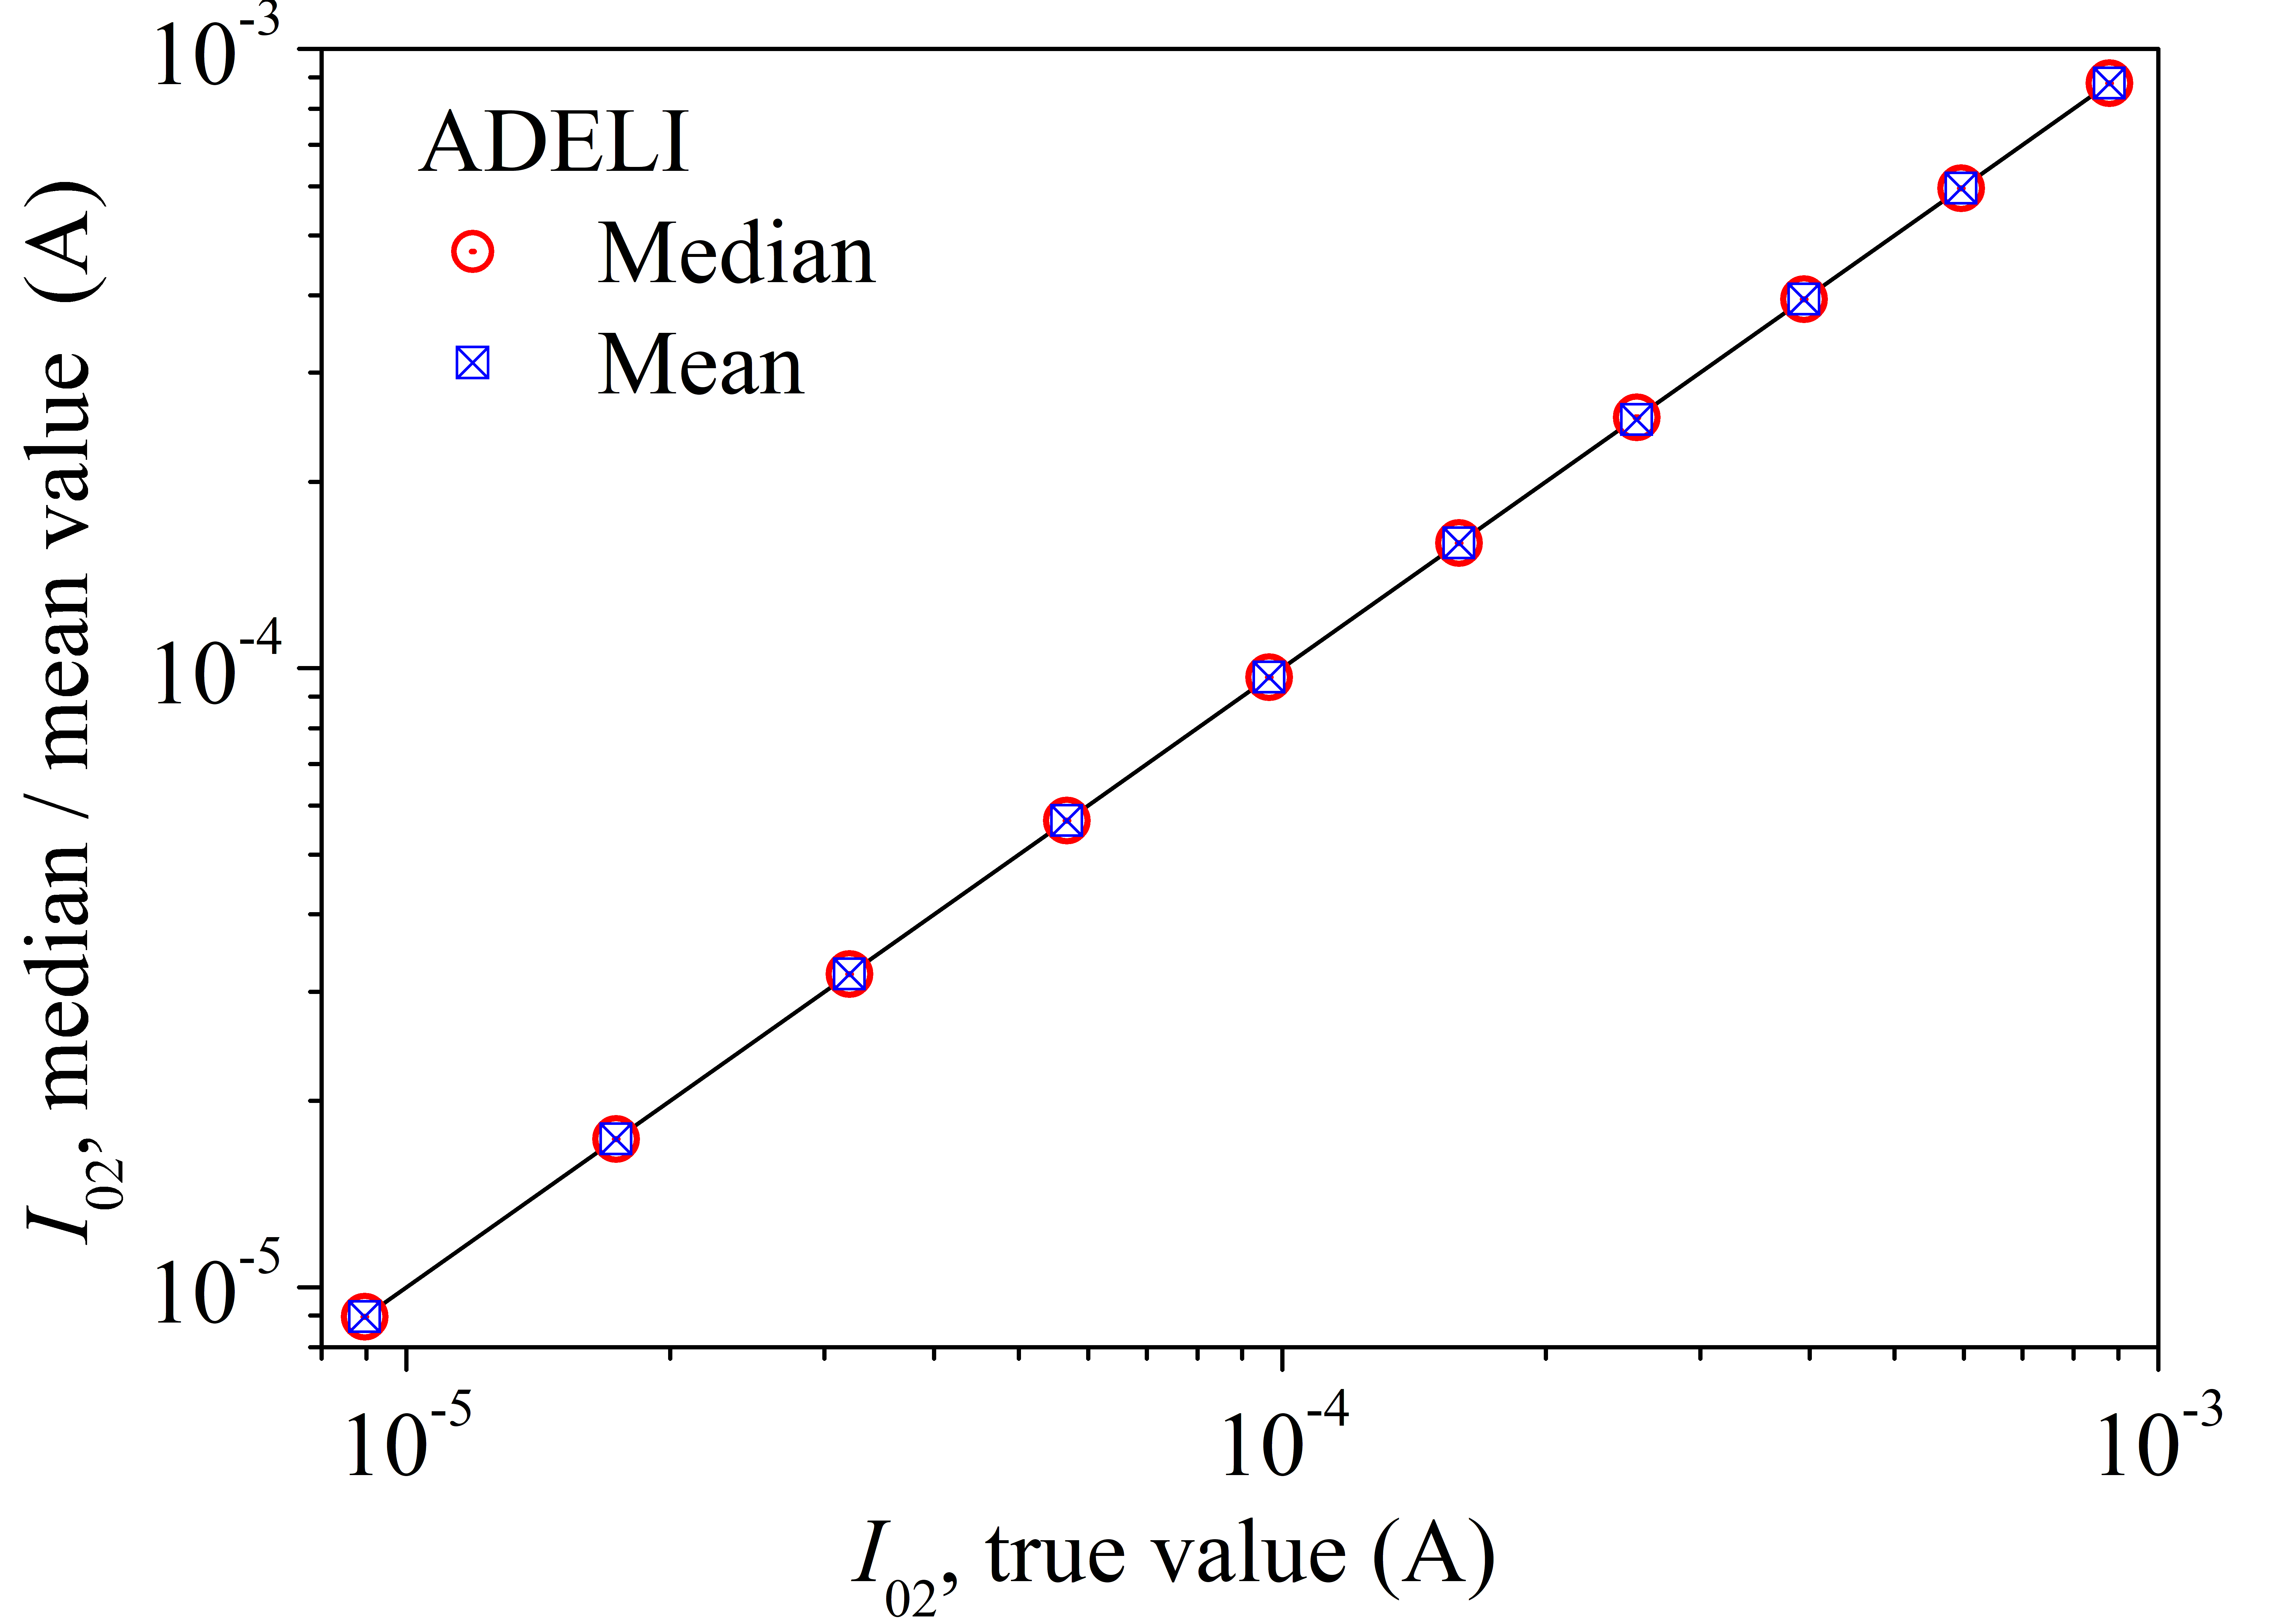 10-3
ADELI
Median
Mean
10-4
10-5
I02, median / mean value (A)
10-5 10-4 10-3
I02, true value (A)